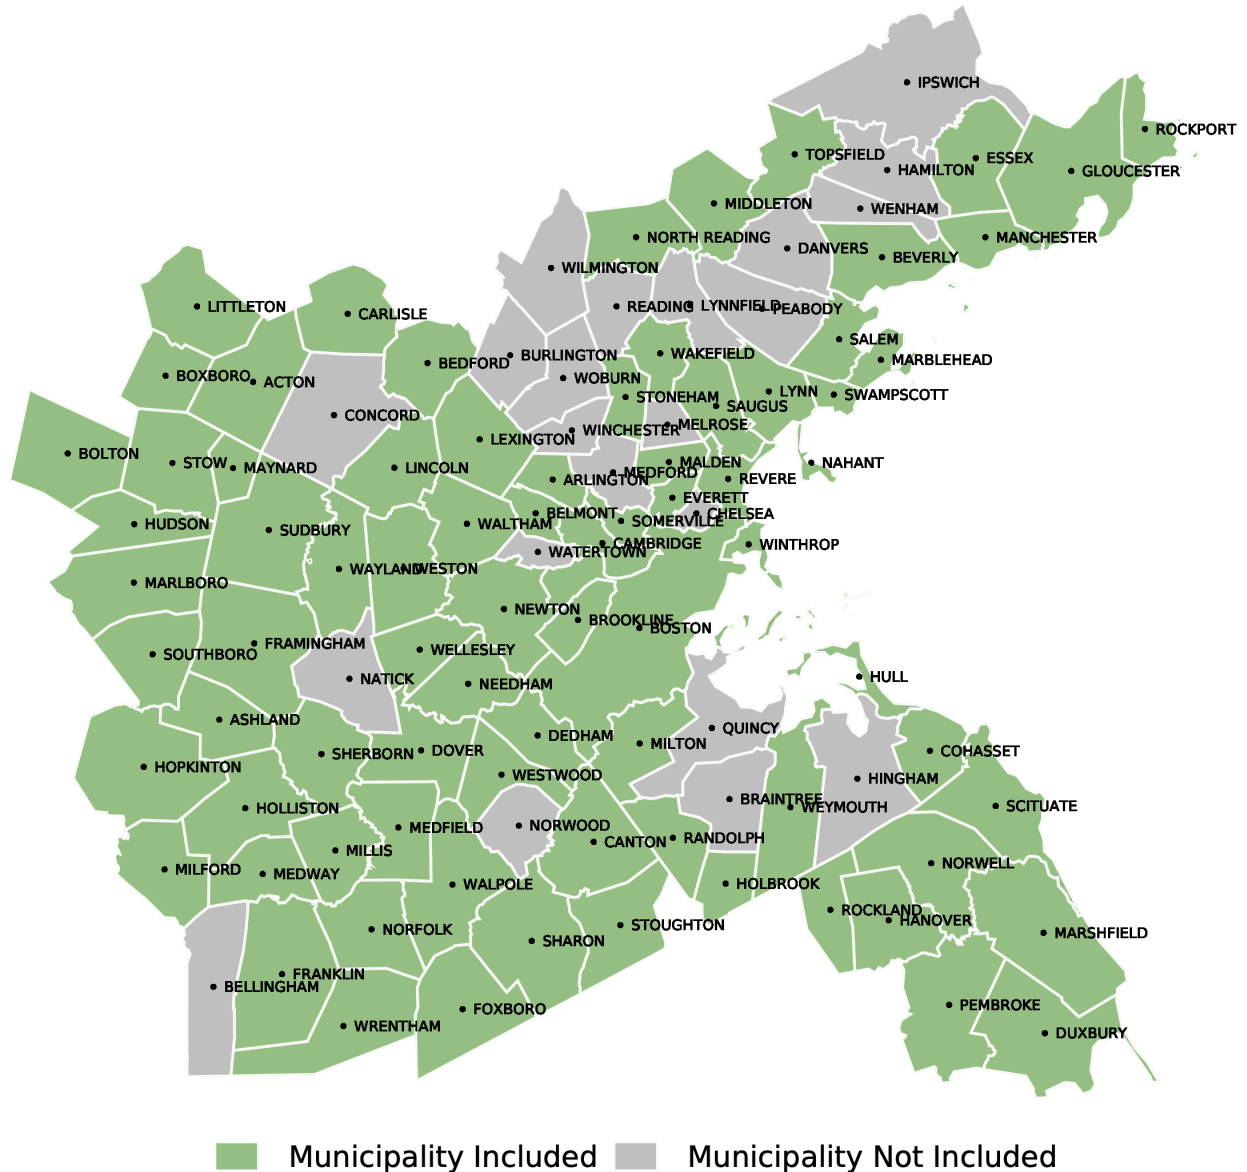 IPSWICH
ROCKPORT
TOPSFIELD
ESSEX
HAMILTON
GLOUCESTER
MIDDLETON
WENHAM
NORTH READING
MANCHESTER
DANVERS
BEVERLY
WILMINGTON
LITTLETON
READING
LYNNFIELD
PEABODY
CARLISLE
SALEM
BURLINGTON
WAKEFIELD
MARBLEHEAD
BEDFORD
BOXBORO
ACTON
WOBURN
LYNN
SWAMPSCOTT
STONEHAM
SAUGUS
CONCORD
MELROSE
WINCHESTER
LEXINGTON
BOLTON
STOW
MAYNARD
LINCOLN
MALDEN
NAHANT
MEDFORD
ARLINGTON
REVERE
EVERETT
BELMONT
CHELSEA
SOMERVILLE
HUDSON
SUDBURY
WALTHAM
CAMBRIDGE
WINTHROP
WATERTOWN
WAYLAND
WESTON
MARLBORO
NEWTON
BROOKLINE
BOSTON
FRAMINGHAM
SOUTHBORO
WELLESLEY
NATICK
NEEDHAM
HULL
ASHLAND
QUINCY
DEDHAM
MILTON
SHERBORN
DOVER
COHASSET
HOPKINTON
WESTWOOD
HINGHAM
BRAINTREE
WEYMOUTH
SCITUATE
HOLLISTON
MEDFIELD
NORWOOD
CANTON
RANDOLPH
MILLIS
NORWELL
MILFORD
MEDWAY
WALPOLE
HOLBROOK
ROCKLAND
HANOVER
NORFOLK
STOUGHTON
MARSHFIELD
SHARON
FRANKLIN
BELLINGHAM
PEMBROKE
FOXBORO
WRENTHAM
DUXBURY
Municipality Included
Municipality Not Included